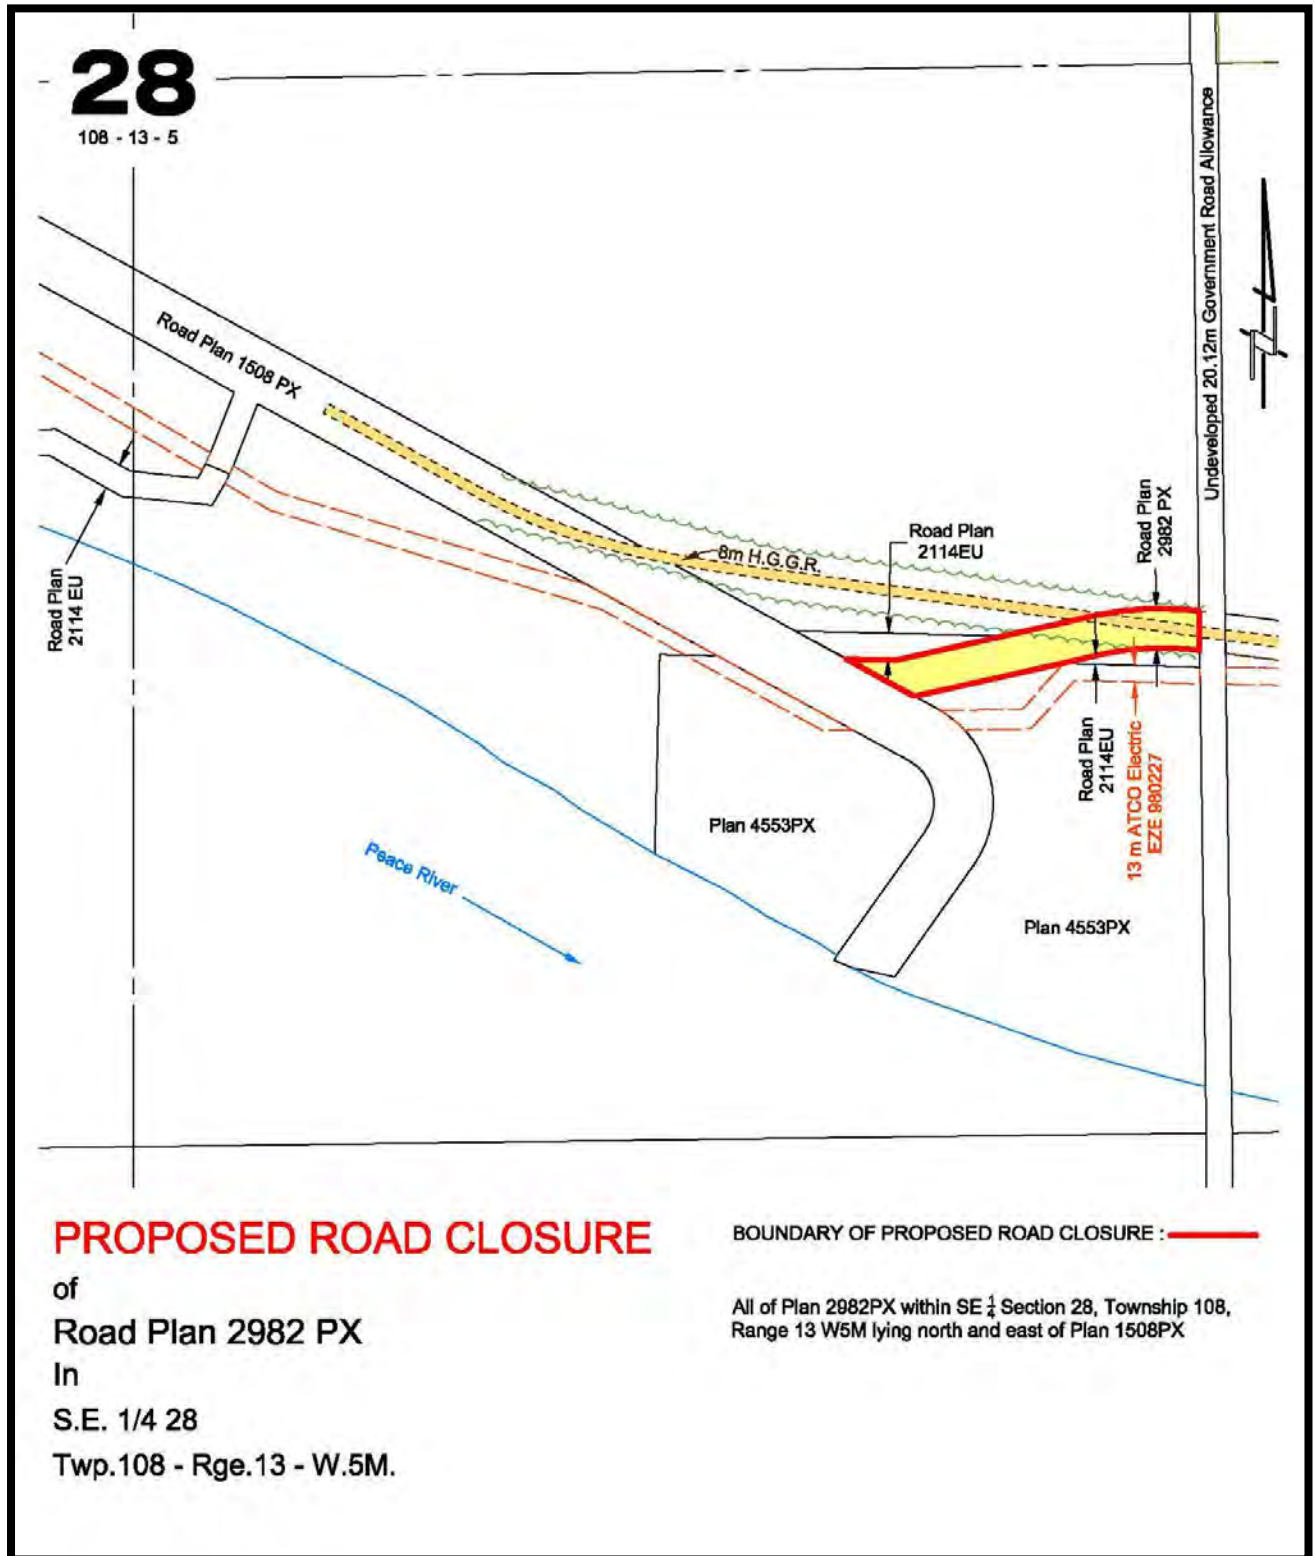 28
108 - 13 - 5
Undeveloped 20.12m Government Road Allowance
Road Plan 1508 PX
Road Plan
2982 PX
Road Plan
2114EU
8m H.G.G.R.
Road Plan
2114 EU
Road Plan
2114EU
13 m ATCO Electric
EZE 980227
Plan 4553PX
Peace River
Plan 4553PX
PROPOSED ROAD CLOSURE
of
Road Plan 2982 PX
In
S.E. 1/4 28
Twp.108 - Rge.13 - W.5M.
BOUNDARY OF PROPOSED ROAD CLOSURE :
All of Plan 2982PX within SE 1/4 Section 28, Township 108,
Range 13 W5M lying north and east of Plan 1508PX